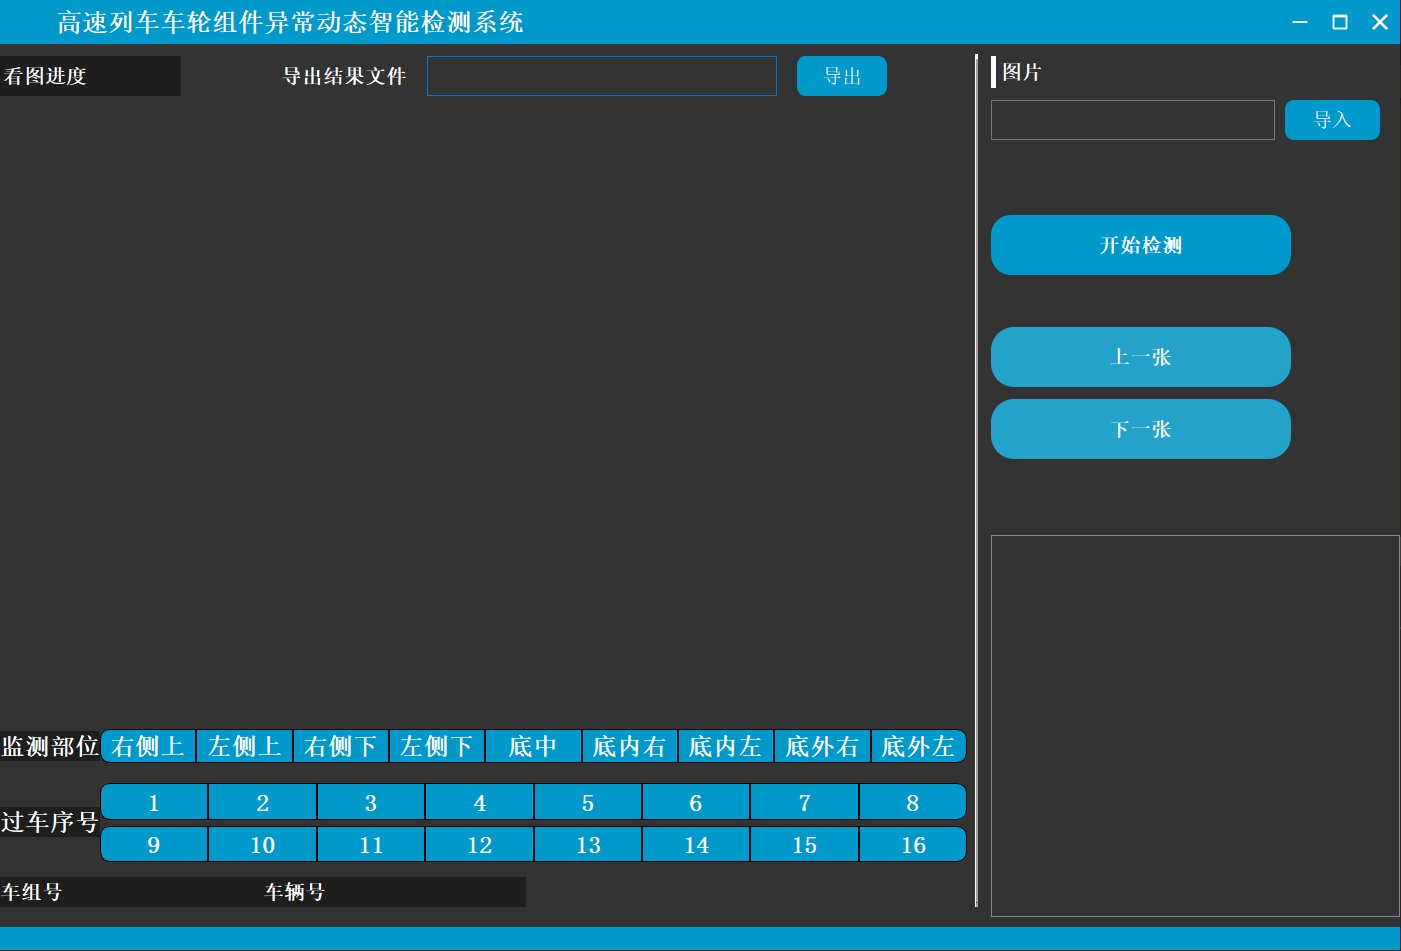 高速列车车轮组件异常动态智能检测系统
看图进度
导出结果文件
导出
图片
导入
开始检测
上一张
下一张
监测部位 右侧上 左侧上 右侧下 左侧下 底中 底内右 底内左 底外右 底外左
过车序号
1 2 3 4 5 6 7 8
9 10 11 12 13 14 15 16
车组号 车辆号